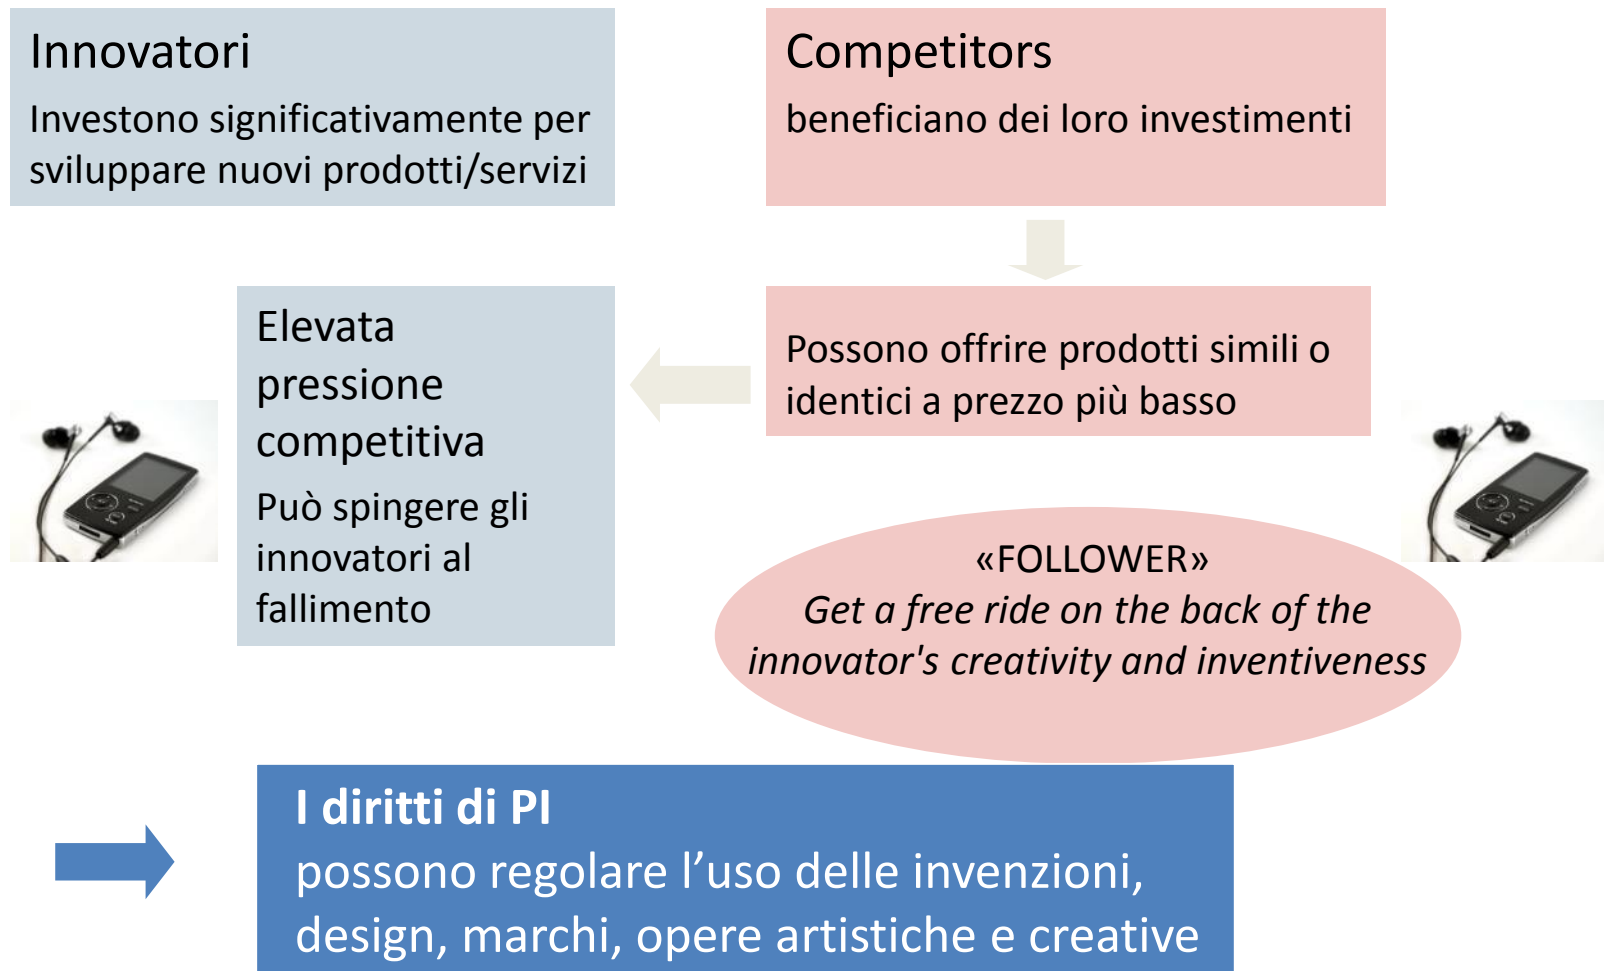 Innovatori
Investono significativamente per
sviluppare nuovi prodotti/servizi
Competitors
beneficiano dei loro investimenti
Possono offrire prodotti simili o
identici a prezzo più basso
Elevata
pressione
competitiva
Può spingere gli
innovatori al
fallimento
«FOLLOWER»
Get a free ride on the back of the
innovator's creativity and inventiveness
I diritti di PI
possono regolare l’uso delle invenzioni,
design, marchi, opere artistiche e creative